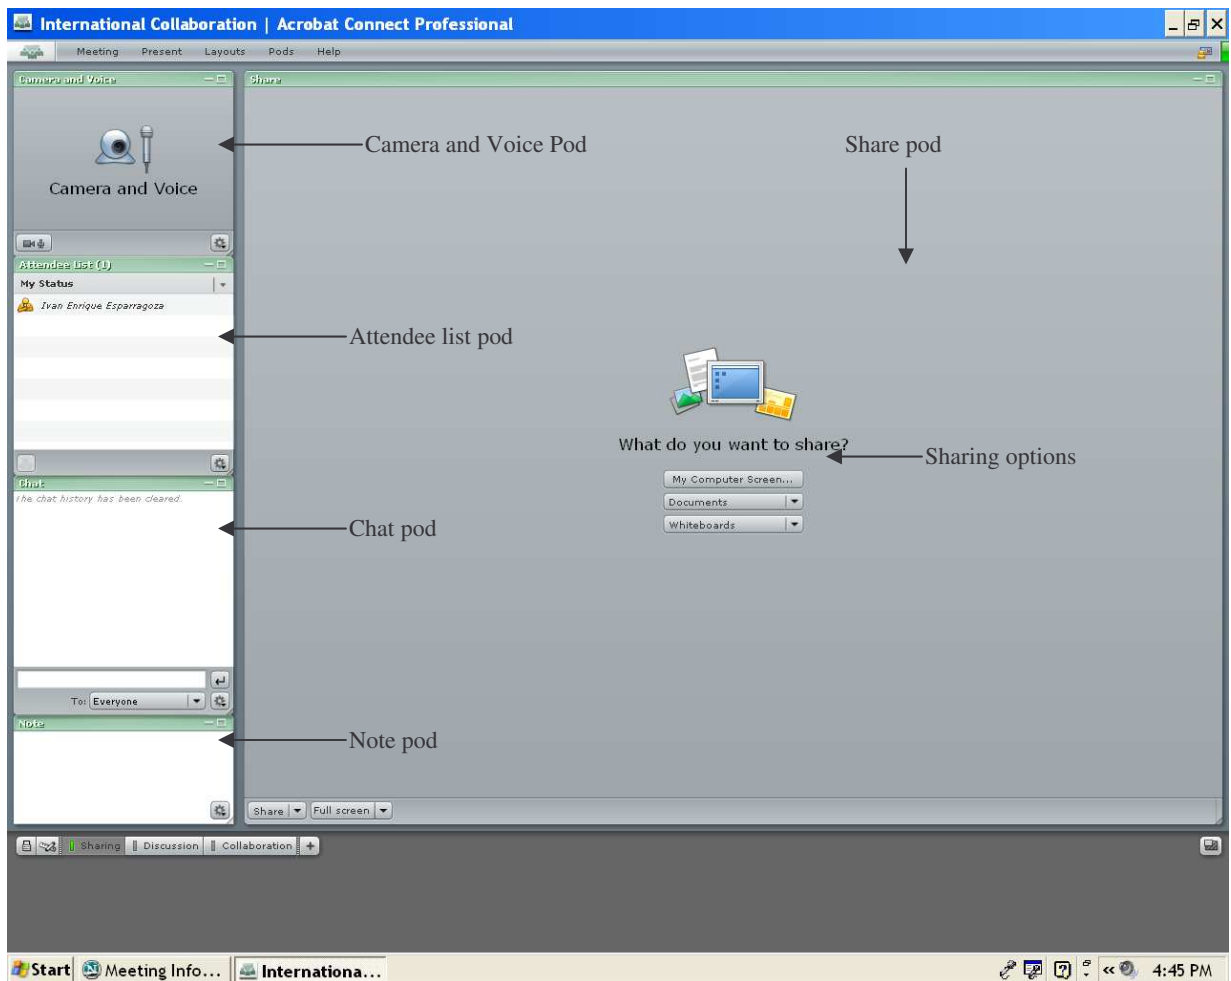 International Collaboration | Acrobat Connect Professional
Meeting Present Layouts Pods Help
Camera and Voice
Share
Camera and Voice Pod
Share pod
Camera and Voice
Attendee list (1)
My Status
Ivan Enrique Esparragoza
Attendee list pod
What do you want to share?
Sharing options
My Computer Screen...
Documents
Whiteboards
Chat
The chat history has been cleared.
Chat pod
To: Everyone
Note
Note pod
Share Full screen
Sharing Discussion Collaboration +
Start Meeting Info... Internationa... 4:45 PM